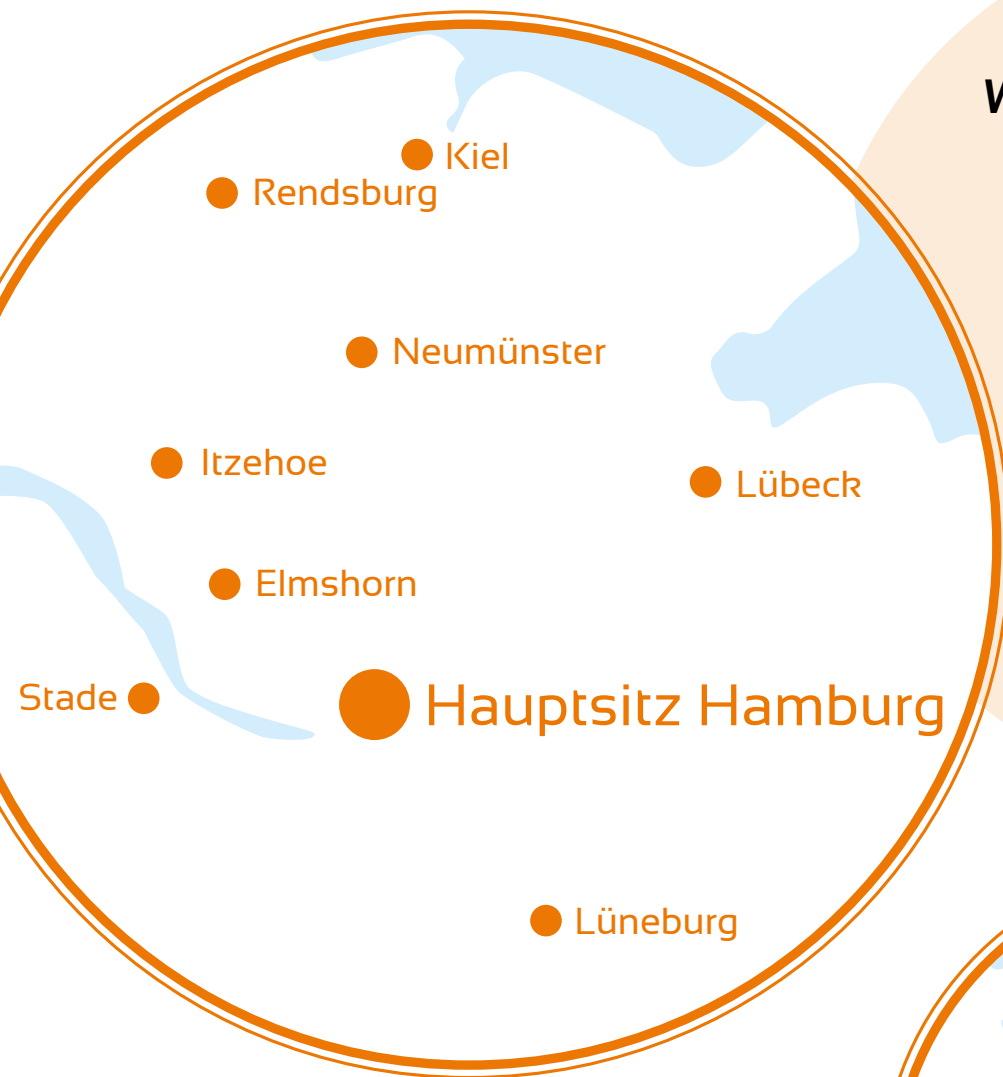 Kiel
Rendsburg
Neumünster
Itzehoe
Lübeck
Elmshorn
Stade
Hauptsitz Hamburg
Lüneburg